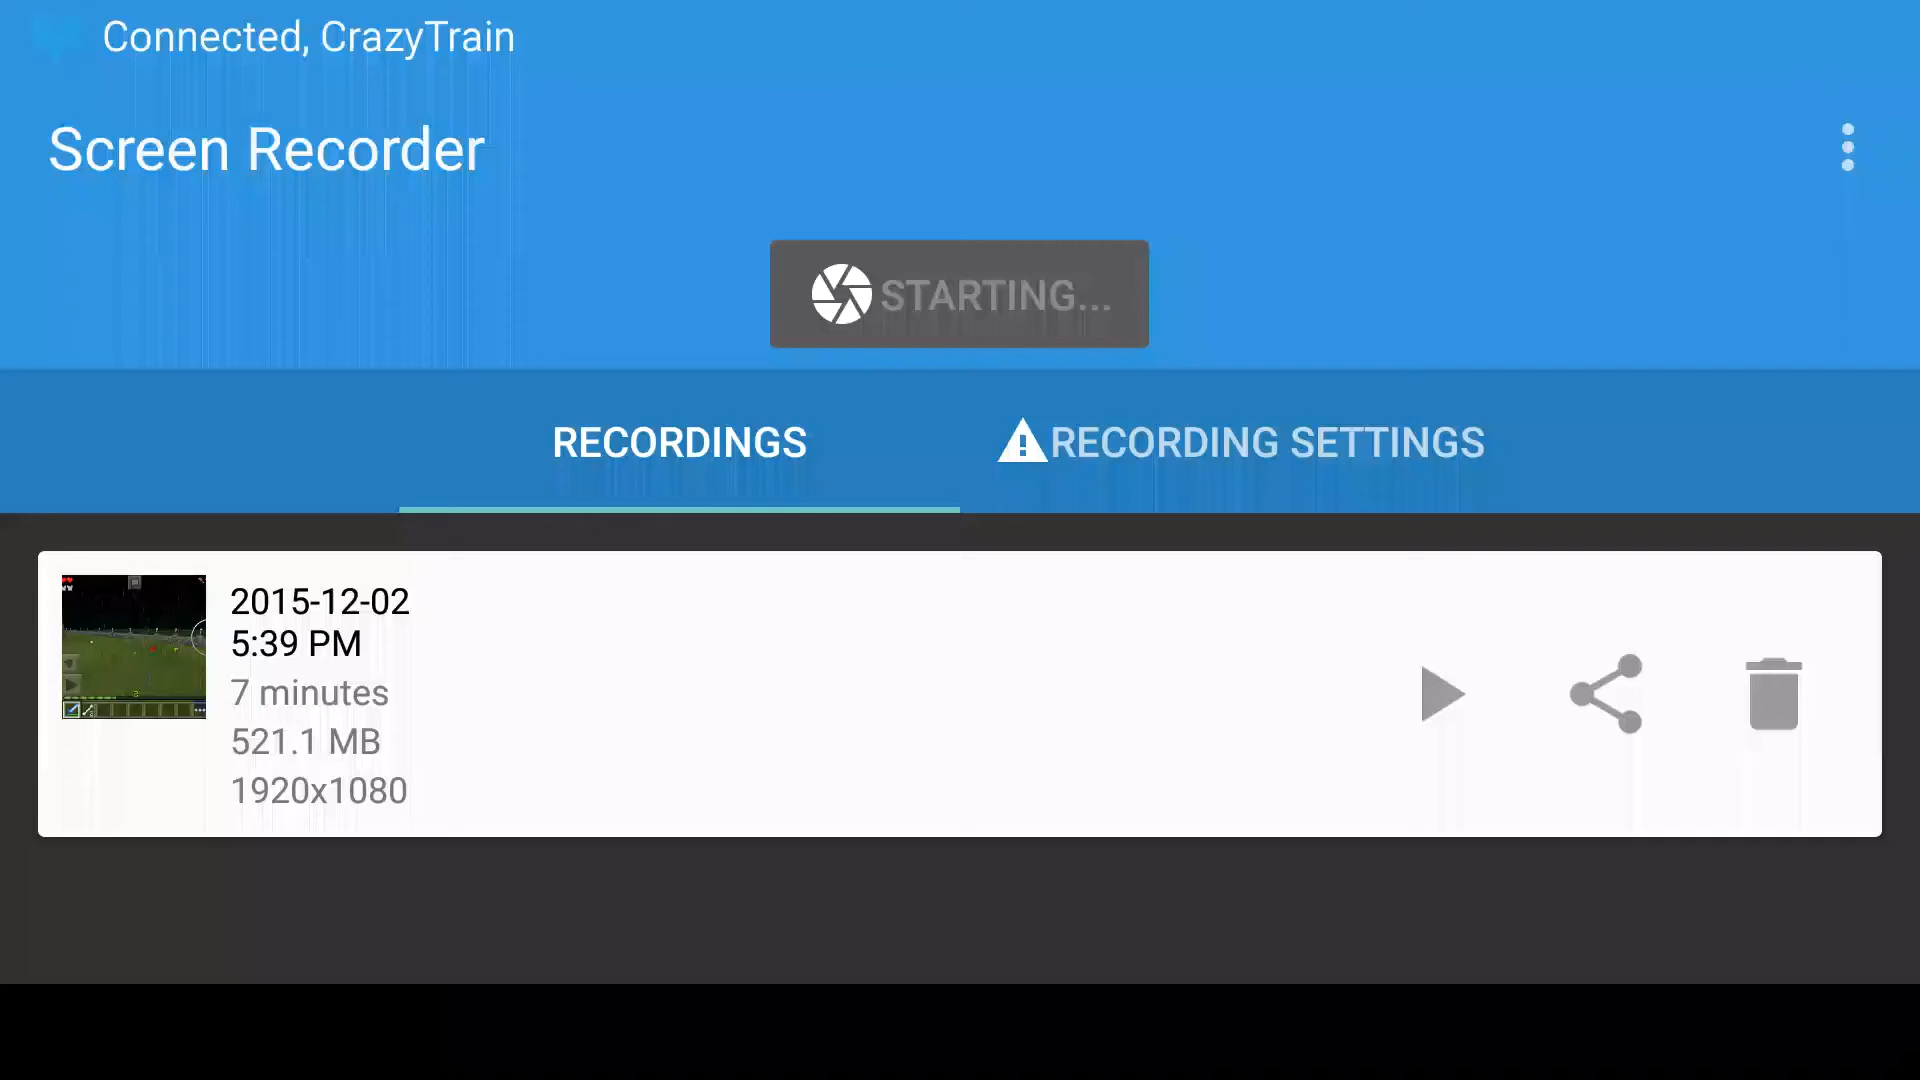 Connected, CrazyTrain
Screen Recorder
STARTING...
RECORDINGS
RECORDING SETTINGS
2015-12-02
5:39 PM
7 minutes
521.1 MB
1920x1080